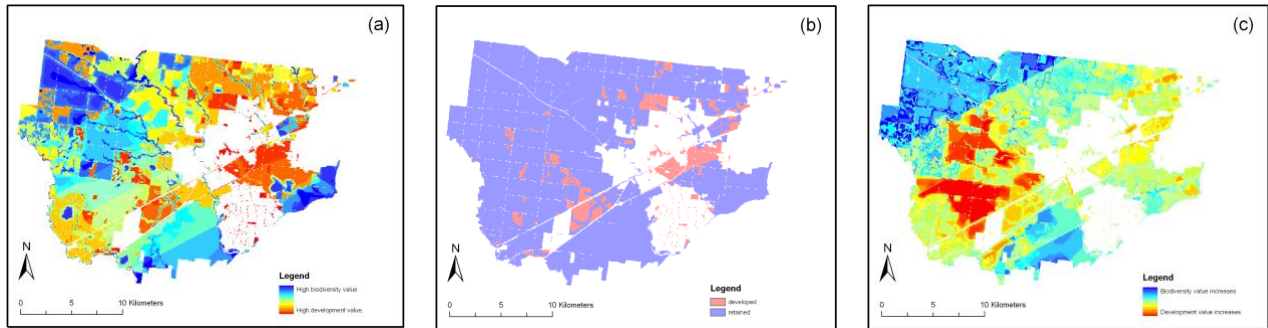 (a)
N
Legend
High biodiversity value
High development value
0 5 10 Kilometers
(b)
N
Legend
developed
retained
0 5 10 Kilometers
(c)
N
Legend
Biodiversity value increases
Development value increases
0 5 10 Kilometers